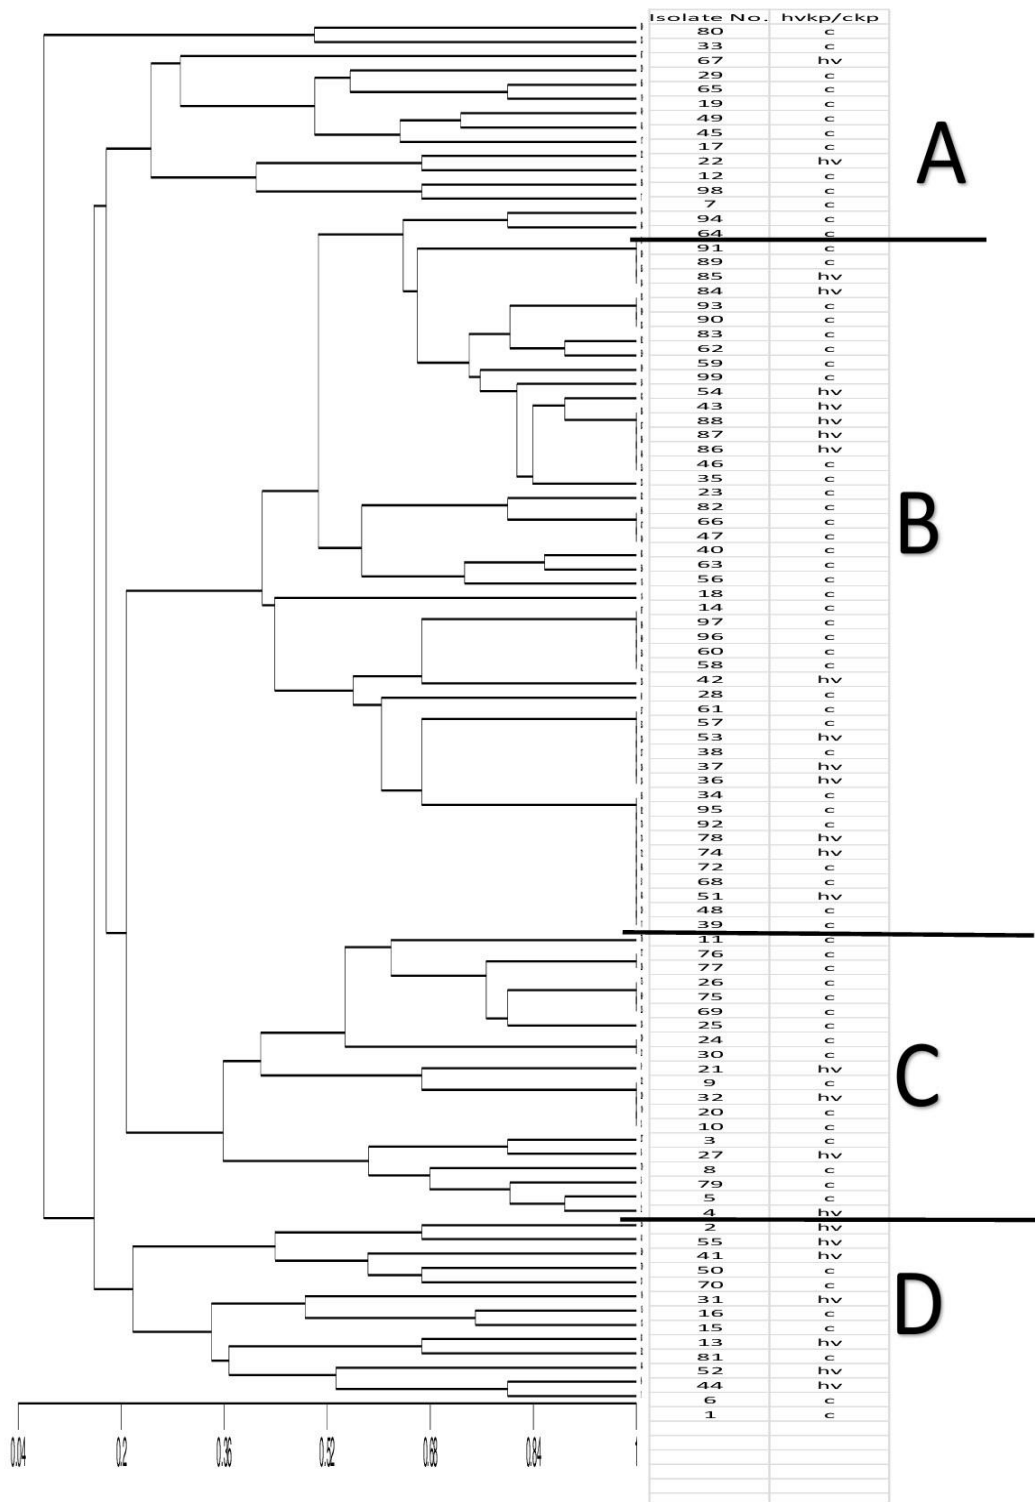 Isolate No. hvkp/ckp
80 c
33 c
67 hv
29 c
65 c
19 c
49 c
45 c
17 c
22 hv
12 c
98 c
7 c
94 c
64 c
91 c
89 c
85 hv
84 hv
93 c
90 c
83 c
62 c
59 c
99 c
54 hv
43 hv
88 hv
87 hv
86 hv
46 c
35 c
23 c
82 c
66 c
47 c
40 c
63 c
56 c
18 c
14 c
97 c
96 c
60 c
58 c
42 hv
28 c
61 c
57 c
53 hv
38 c
37 hv
36 hv
34 c
95 c
92 c
78 hv
74 hv
72 c
68 c
51 hv
48 c
39 c
11 c
76 c
77 c
26 c
75 c
69 c
25 c
24 c
30 c
21 hv
9 c
32 hv
20 c
10 c
3 c
27 hv
8 c
79 c
5 c
4 hv
2 hv
55 hv
41 hv
50 c
70 c
31 hv
16 c
15 c
13 hv
81 c
52 hv
44 hv
6 c
1 c
A
B
C
D
0.04 0.2 0.36 0.52 0.68 0.84 1